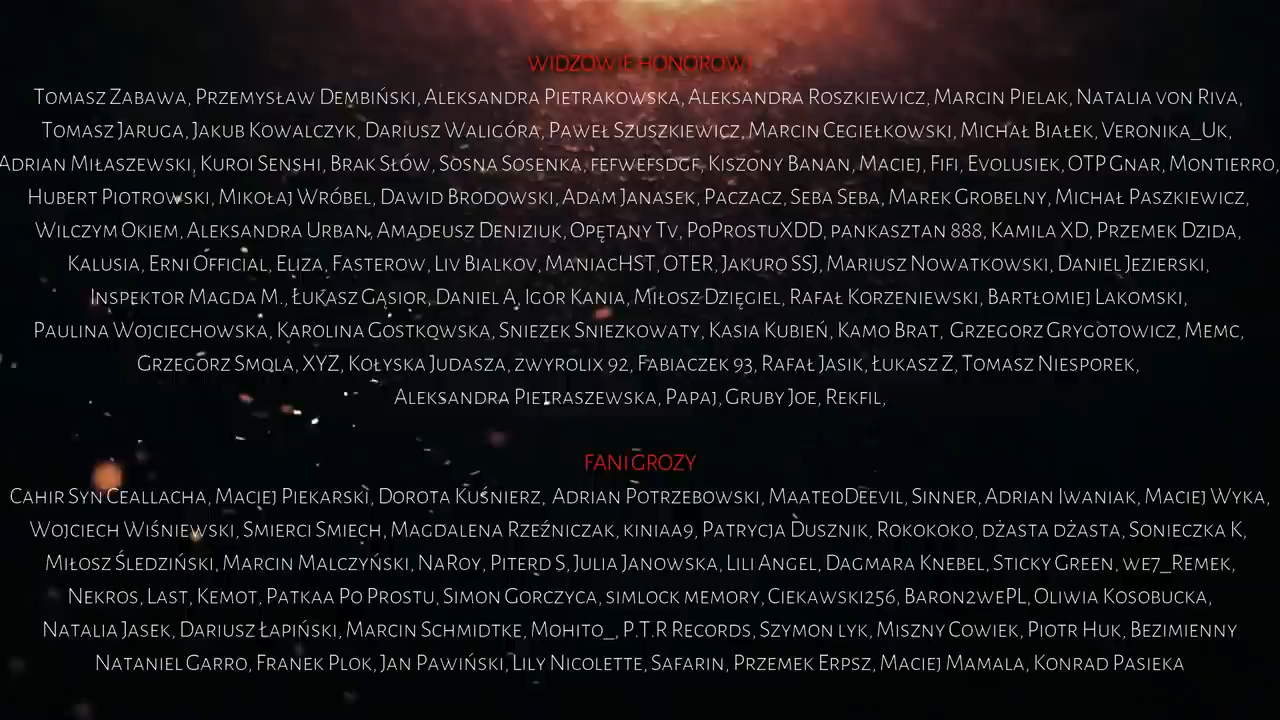 WIDZOWIE HONOROWI
Tomasz Zabawa, Przemysław Dembiński, Aleksandra Pietrakowska, Aleksandra Roszkiewicz, Marcin Pielak, Natalia von Riva,
Tomasz Jaruga, Jakub Kowalczyk, Dariusz Waligóra, Paweł Szuszkiewicz, Marcin Cegiełkowski, Michał Białek, Veronika_Uk,
Adrian Miłaszewski, Kuroi Senshi, Brak Słów, Sosna Sosenka, fefwefsdgf, Kiszony Banan, Maciej, Fifi, Evolusiek, OTP Gnar, Montierro,
Hubert Piotrowski, Mikołaj Wróbel, Dawid Brodowski, Adam Janasek, Paczacz, Seba Seba, Marek Grobelny, Michał Paszkiewicz,
Wilczym Okiem, Aleksandra Urban, Amadeusz Deniziuk, Opętany Tv, PoProstuXDD, pankasztan 888, Kamila XD, Przemek Dzida,
Kalusia, Erni Official, Eliza, Fasterow, Liv Bialkov, ManiacHST, OTER, Jakuro SSJ, Mariusz Nowatkowski, Daniel Jezierski,
Inspektor Magda M., Łukasz Gąsior, Daniel A, Igor Kania, Miłosz Dzięgiel, Rafał Korzeniewski, Bartłomiej Lakomski,
Paulina Wojciechowska, Karolina Gostkowska, Sniezek Sniezkowaty, Kasia Kubień, Kamo Brat, Grzegorz Grygotowicz, Memc,
Grzegorz Smola, XYZ, Kołyska Judasza, zwyrolix 92, Fabiaczek 93, Rafał Jasik, Łukasz Z, Tomasz Niesporek,
Aleksandra Pietraszewska, Papaj, Gruby Joe, Rekfil,
FANI GROZY
Cahir Syn Ceallacha, Maciej Piekarski, Dorota Kuśnierz, Adrian Potrzebowski, MaateoDeevil, Sinner, Adrian Iwaniak, Maciej Wyka,
Wojciech Wiśniewski, Smierci Smiech, Magdalena Rzeźniczak, kiniaa9, Patrycja Dusznik, Rokokoko, dżasta dżasta, Sonieczka K,
Miłosz Śledziński, Marcin Malczyński, NaRoy, Piterd S, Julia Janowska, Lili Angel, Dagmara Knebel, Sticky Green, we7_Remek,
Nekros, Last, Kemot, Patkaa Po Prostu, Simon Gorczyca, simlock memory, Ciekawski256, Baron2wePL, Oliwia Kosobucka,
Natalia Jasek, Dariusz Łapiński, Marcin Schmidtke, Mohito_, P.T.R Records, Szymon lyk, Miszny Cowiek, Piotr Huk, Bezimienny
Nataniel Garro, Franek Plok, Jan Pawiński, Lily Nicolette, Safarin, Przemek Erpsz, Maciej Mamala, Konrad Pasieka